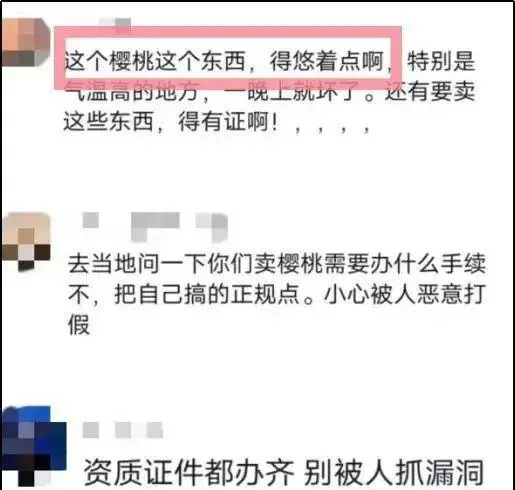 这个樱桃这个东西，得悠着点啊，特别是
气温高的地方，一晚上就坏了。还有要卖
这些东西，得有证啊！，，，，
去当地问一下你们卖樱桃需要办什么手续
不，把自己搞的正规点。小心被人恶意打
假
资质证件都办齐 别被人抓漏洞